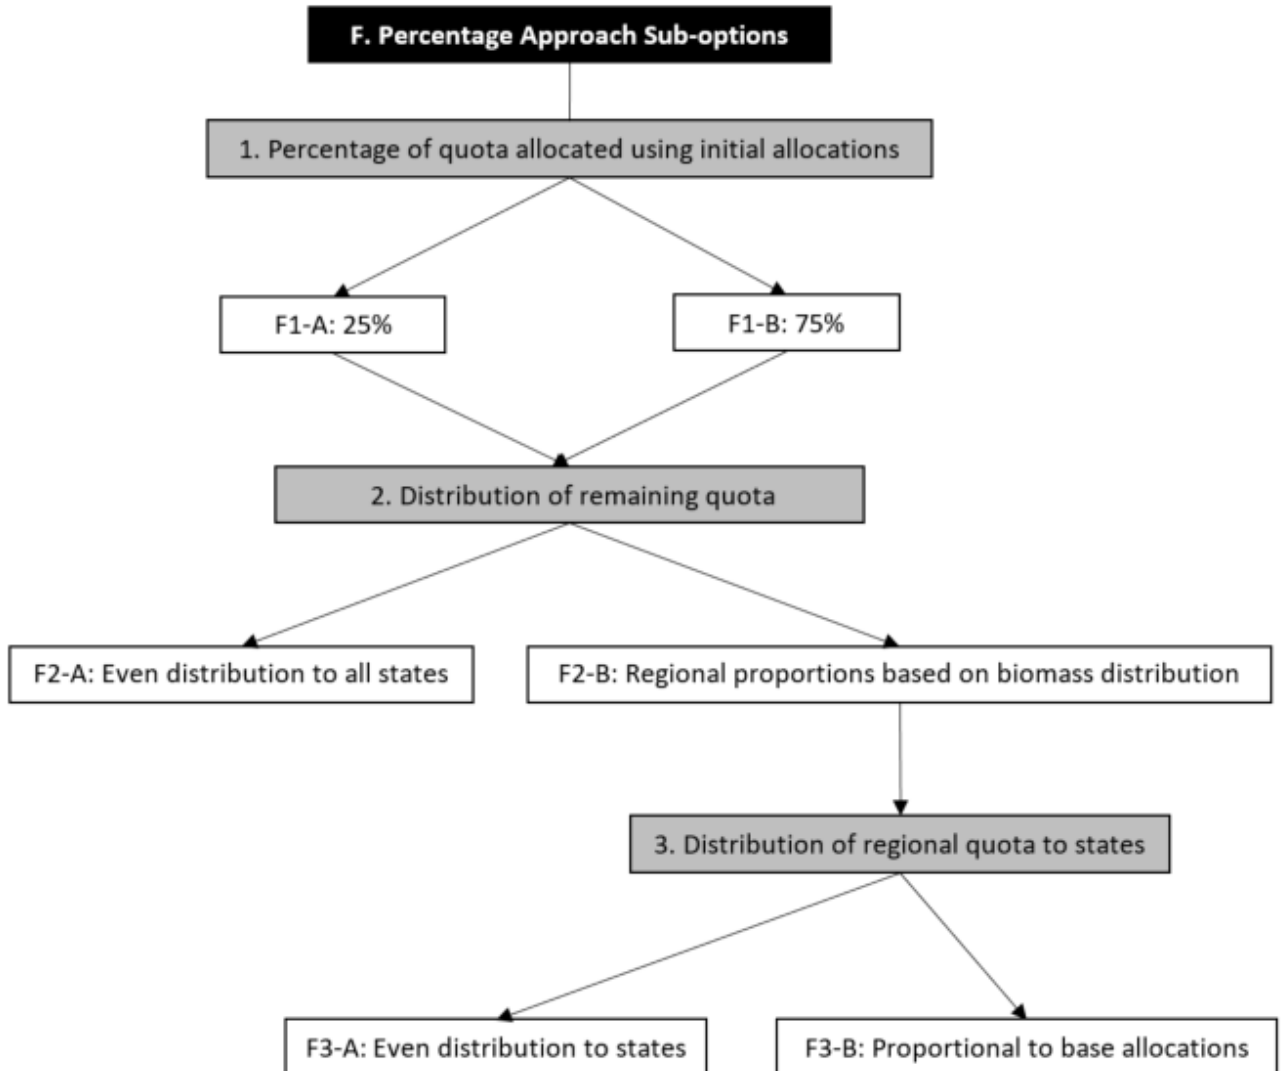 F. Percentage Approach Sub-options
1. Percentage of quota allocated using initial allocations
F1-A: 25%
F1-B: 75%
2. Distribution of remaining quota
F2-A: Even distribution to all states
F2-B: Regional proportions based on biomass distribution
3. Distribution of regional quota to states
F3-A: Even distribution to states
F3-B: Proportional to base allocations